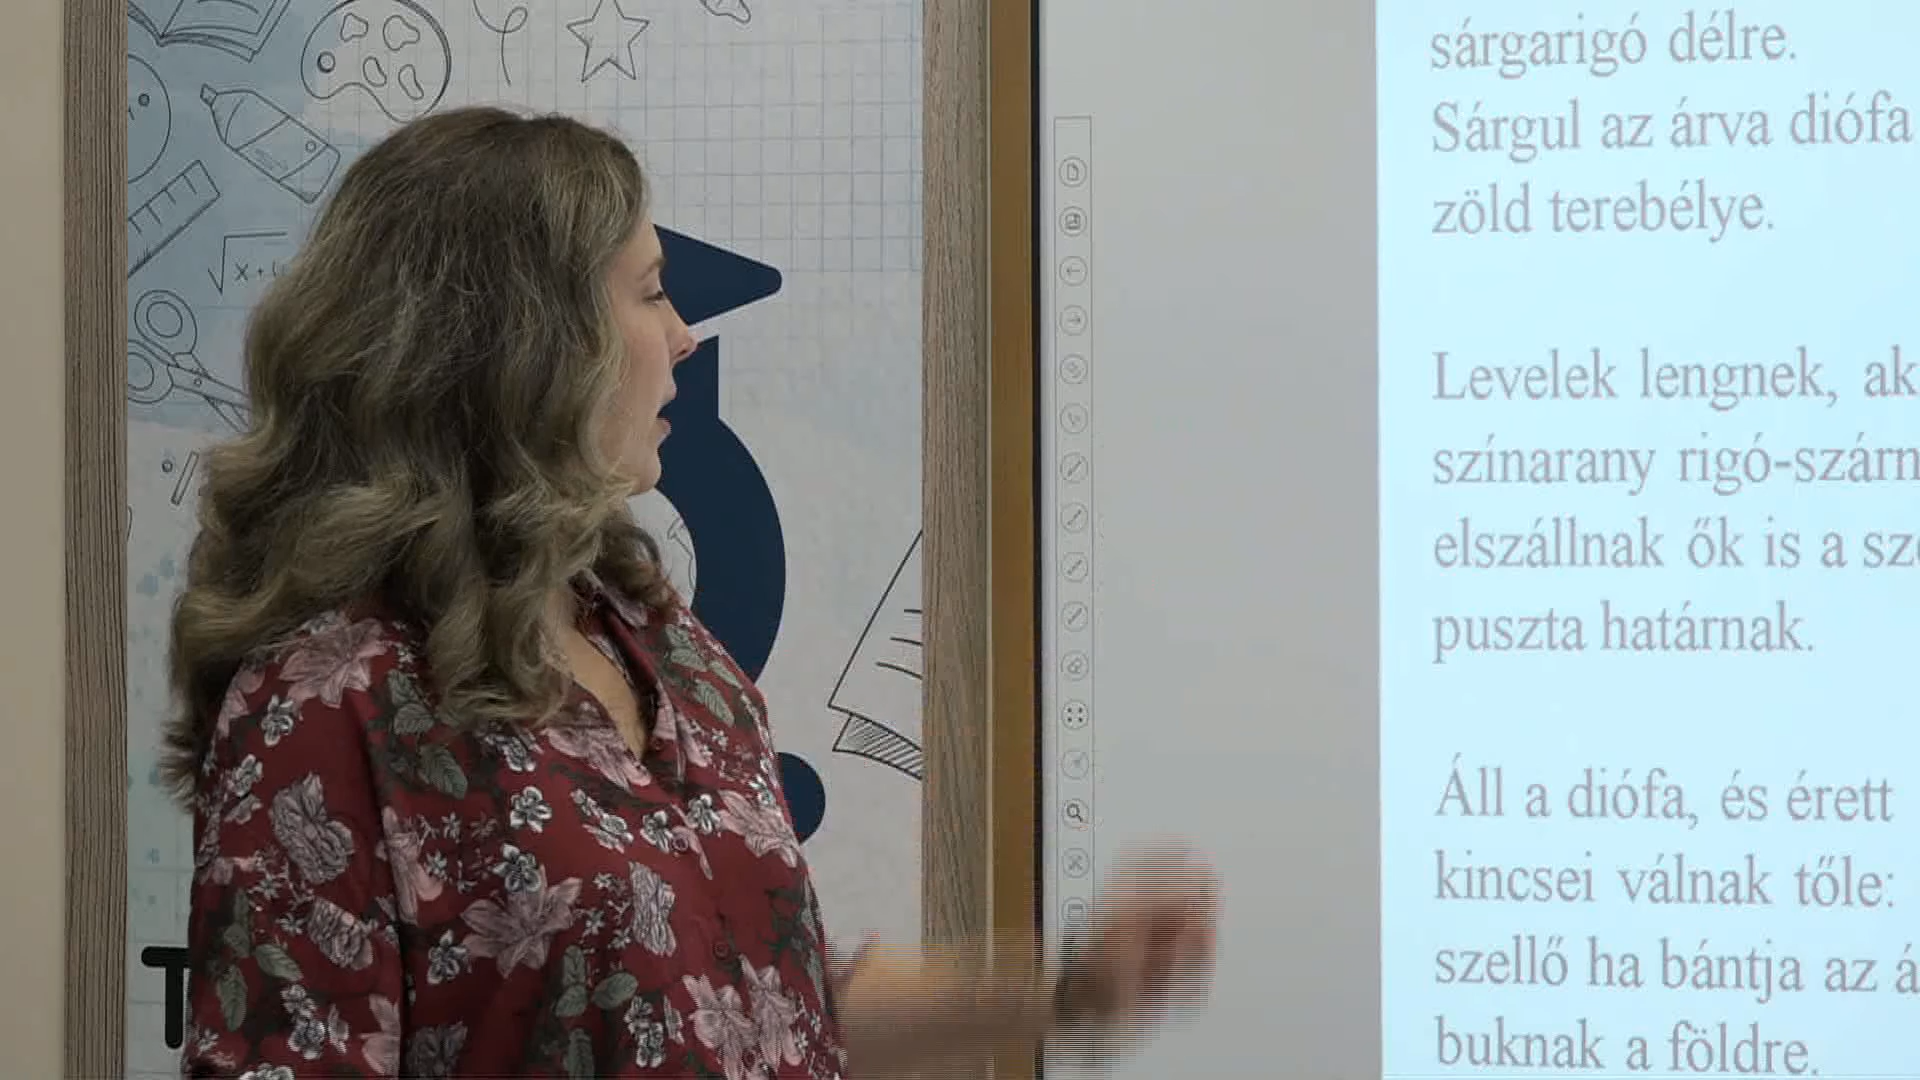 sárgarigó délre.
Sárgul az árva diófa
zöld terebélye.
Levelek lengnek,
színarany
elszállnak ők is a
puszta határnak.
Áll a diófa, és érett
kincsei válnak tőle:
szellő ha bántja az
buknak a földre.